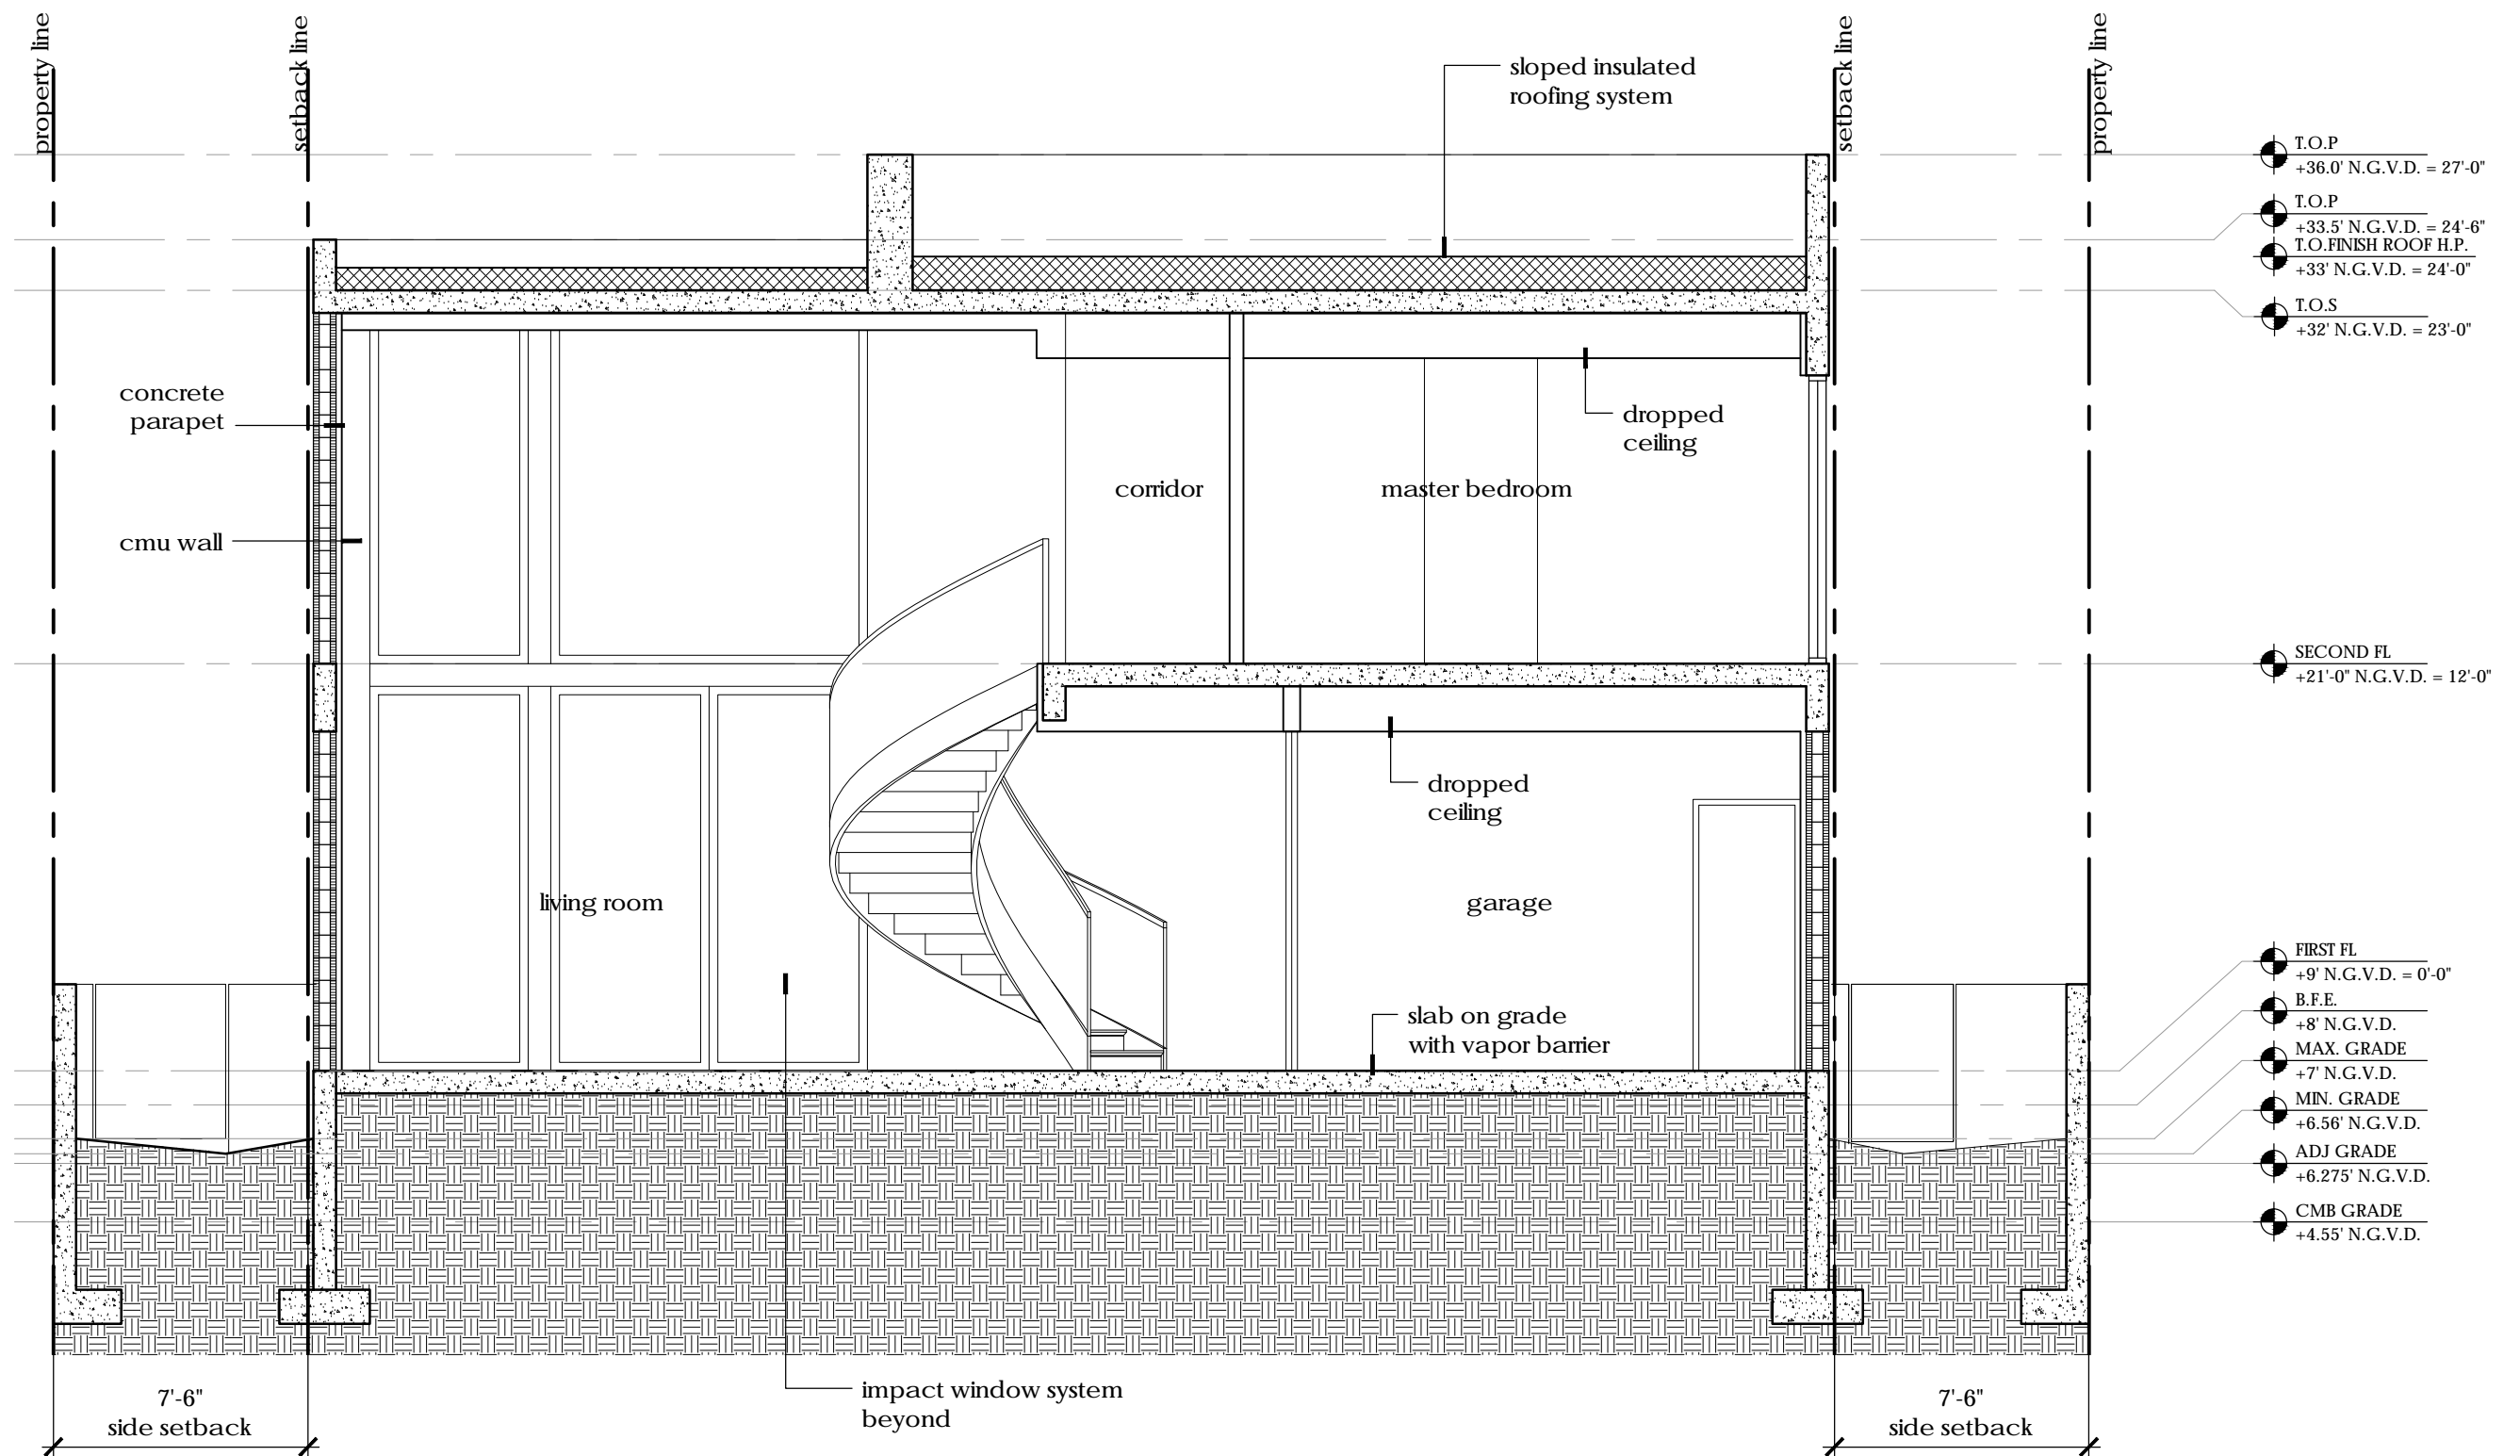 property line
setback line
setback line
property line
sloped insulated
roofing system
T.O.P
+36.0' N.G.V.D. = 27'-0"
T.O.P
+33.5' N.G.V.D. = 24'-6"
T.O.FINISH ROOF H.P.
+33' N.G.V.D. = 24'-0"
T.O.S
+32' N.G.V.D. = 23'-0"
concrete
parapet
dropped
ceiling
corridor
master bedroom
cmu wall
SECOND FL
+21'-0" N.G.V.D. = 12'-0"
dropped
ceiling
living room
garage
FIRST FL
+9' N.G.V.D. = 0'-0"
B.F.E.
+8' N.G.V.D.
slab on grade
with vapor barrier
MAX. GRADE
+7' N.G.V.D.
MIN. GRADE
+6.56' N.G.V.D.
ADJ GRADE
+6.275' N.G.V.D.
CMB GRADE
+4.55' N.G.V.D.
impact window system
beyond
7'-6"
side setback
7'-6"
side setback